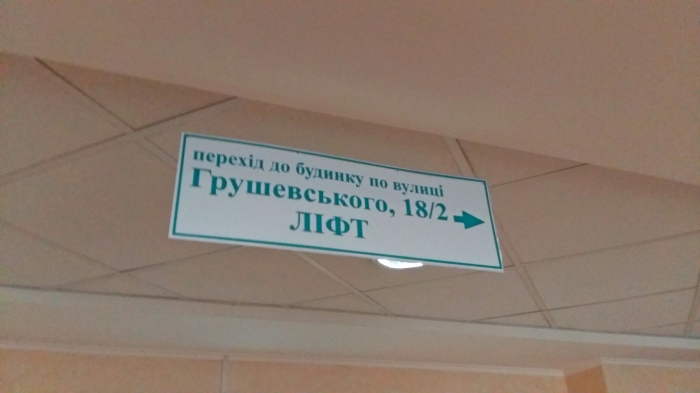 перехід до будинку по вулиці
Грушевського, 18/2
ЛІФТ